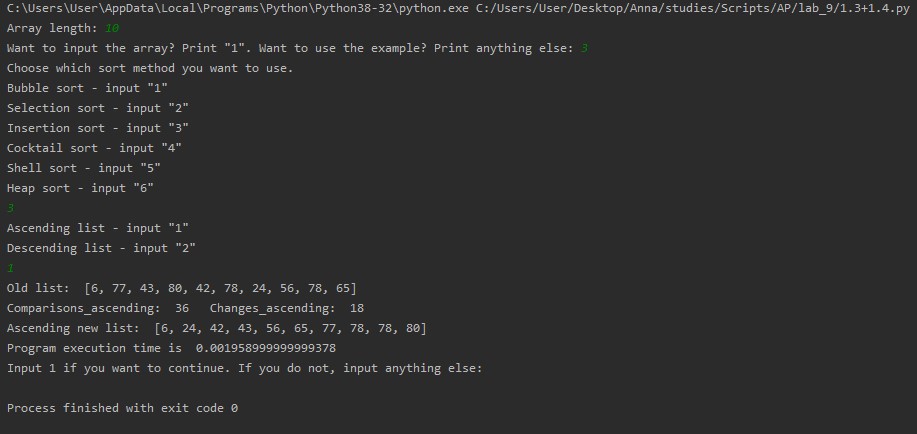 C:\Users\User\AppData\Local\Programs\Python\Python38-32\python.exe C:/Users/User/Desktop/Anna/studies/Scripts/AP/lab_9/1.3+1.4.py
Array length: 10
Want to input the array? Print "1". Want to use the example? Print anything else: 3
Choose which sort method you want to use.
Bubble sort - input "1"
Selection sort - input "2"
Insertion sort - input "3"
Cocktail sort - input "4"
Shell sort - input "5"
Heap sort - input "6"
3
Ascending list - input "1"
Descending list - input "2"
1
Old list:  [6, 77, 43, 80, 42, 78, 24, 56, 78, 65]
Comparisons_ascending:  36   Changes_ascending:  18
Ascending new list:  [6, 24, 42, 43, 56, 65, 77, 78, 78, 80]
Program execution time is  0.001958999999999378
Input 1 if you want to continue. If you do not, input anything else:
Process finished with exit code 0